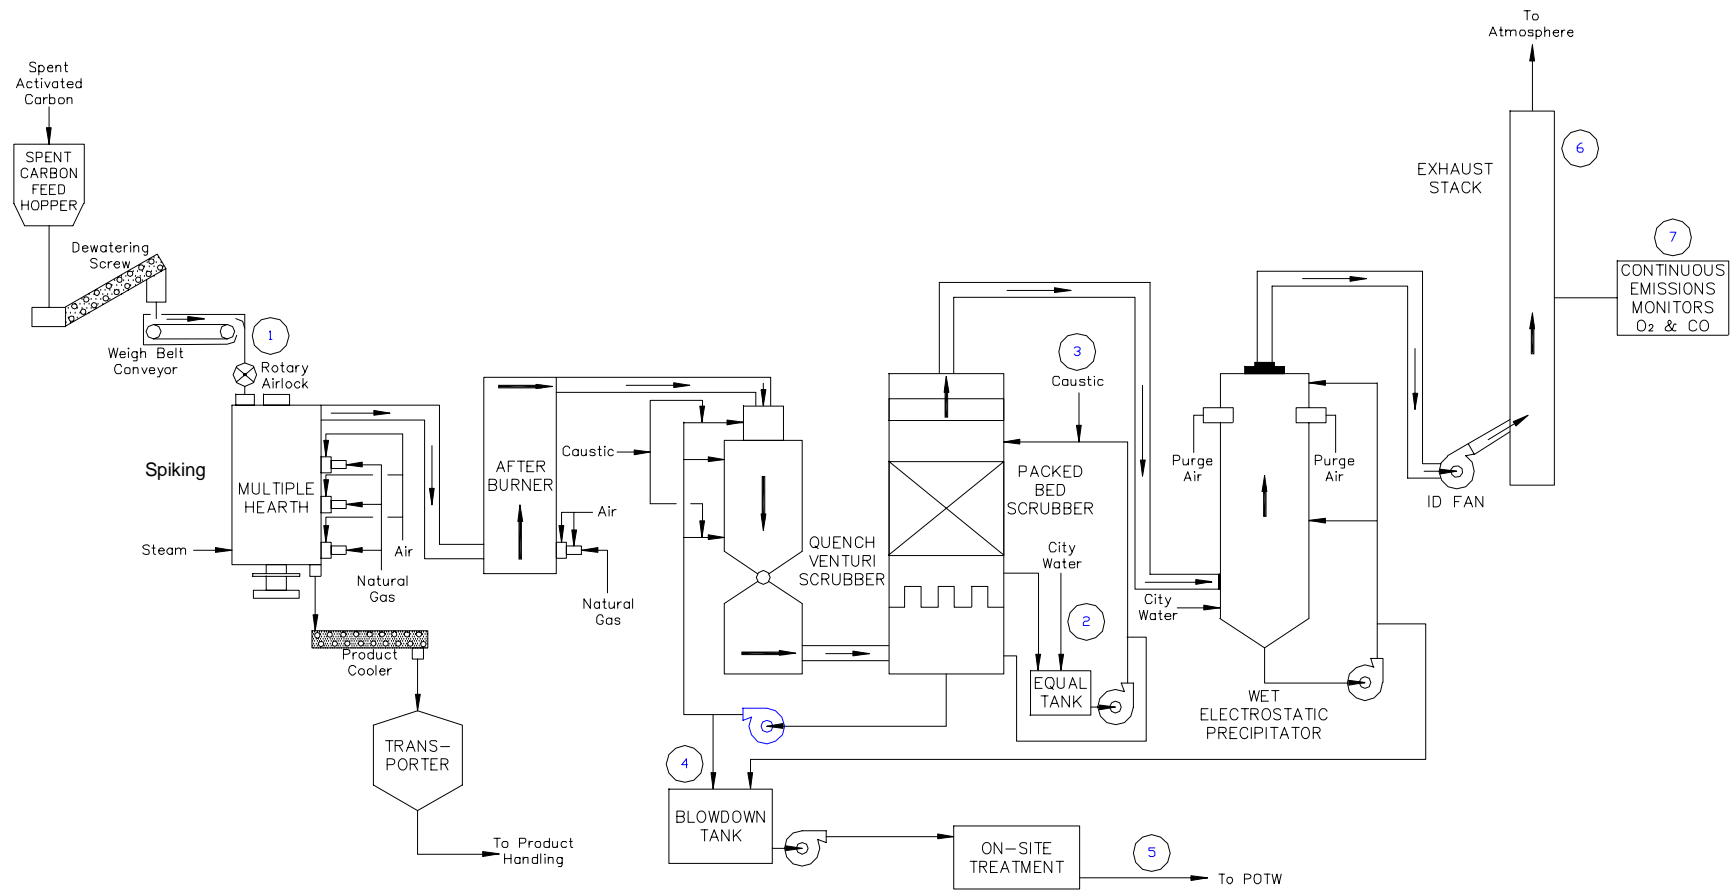 To
Atmosphere
Spent
Activated
Carbon
SPENT
CARBON
FEED
HOPPER
6
EXHAUST
STACK
7
CONTINUOUS
EMISSIONS
MONITORS
O2 & CO
Dewatering
Screw
1
Weigh Belt
Conveyor
Rotary
Airlock
3
Caustic
Spiking
MULTIPLE
HEARTH
Steam
Air
Natural
Gas
AFTER
BURNER
Air
Natural
Gas
Caustic
QUENCH
VENTURI
SCRUBBER
PACKED
BED
SCRUBBER
City
Water
2
EQUAL
TANK
Purge
Air
Purge
Air
ID FAN
City
Water
WET
ELECTROSTATIC
PRECIPITATOR
Product
Cooler
TRANS-
PORTER
To Product
Handling
4
BLOWDOWN
TANK
ON-SITE
TREATMENT
5
To POTW